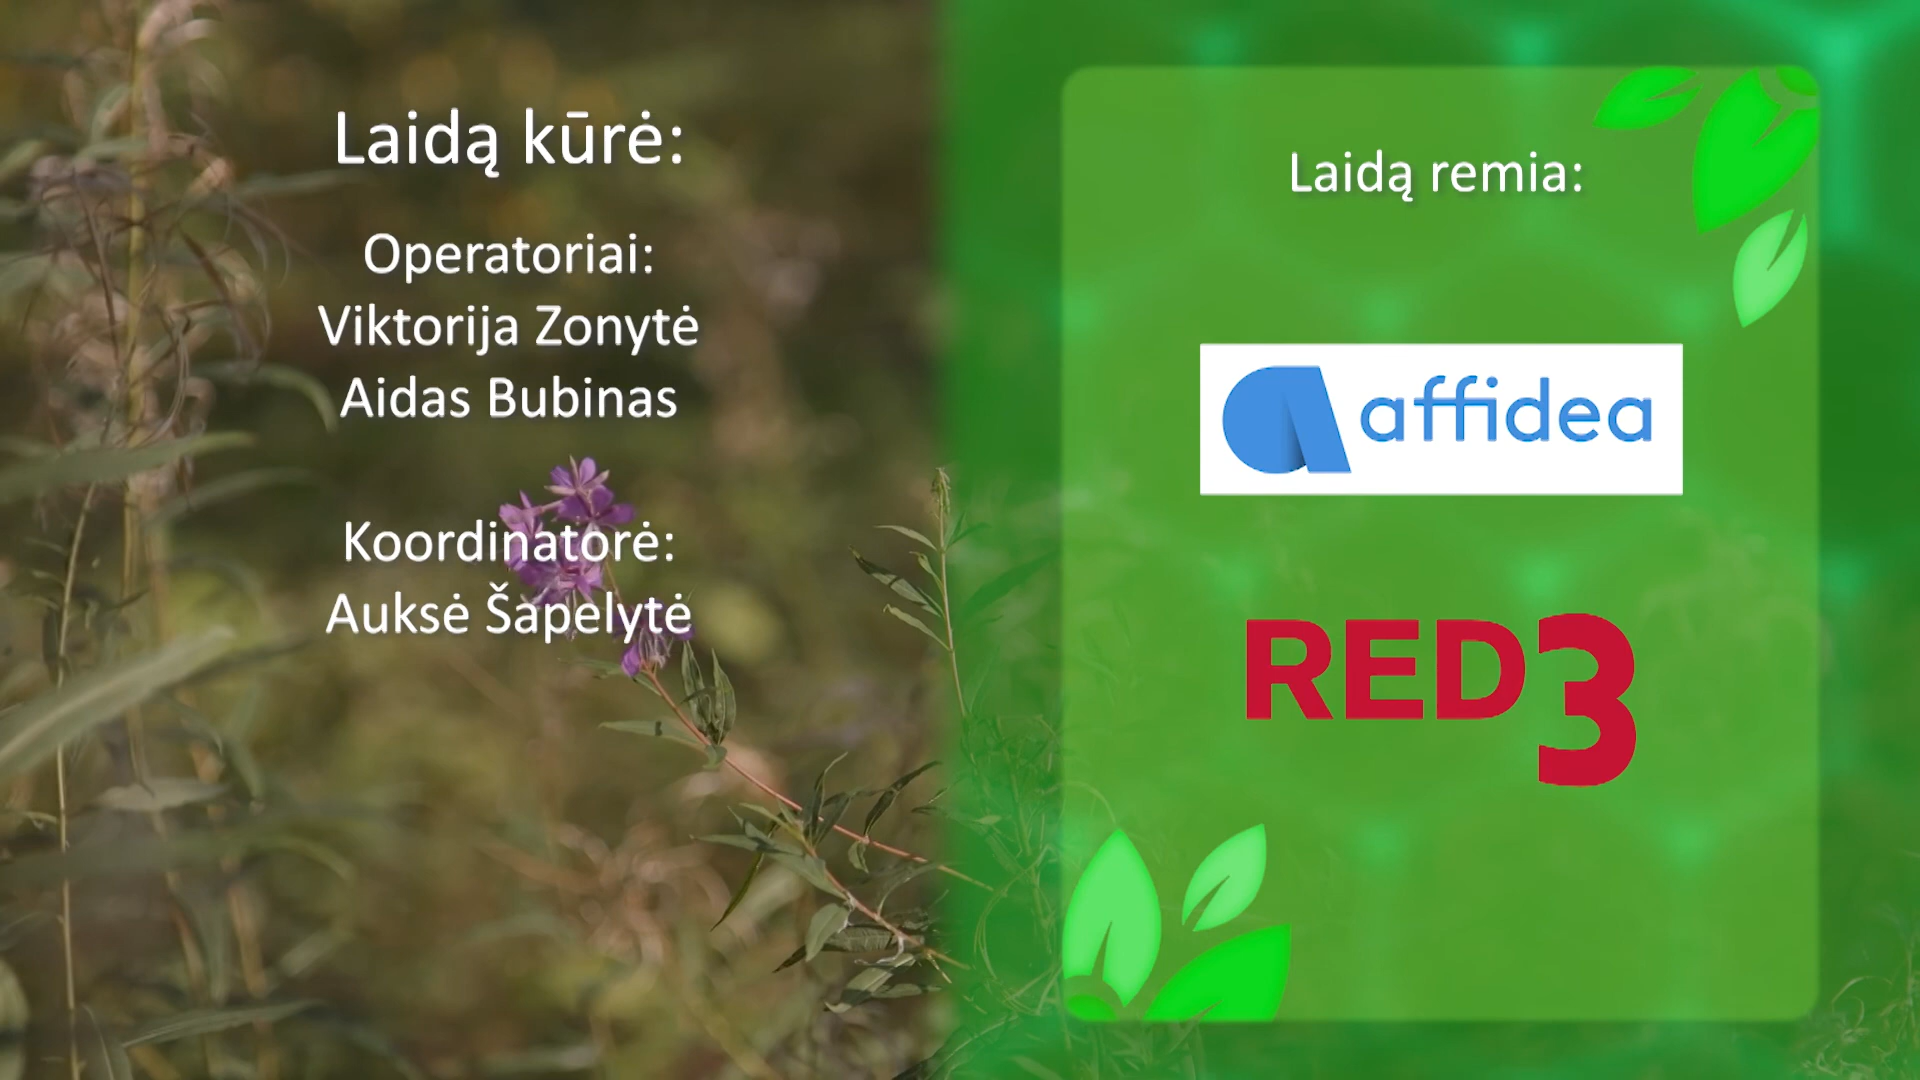 Laidą kūrė:
Operatoriai:
Viktorija Zonytė
Aidas Bubinas
Koordinatorė:
Auksė Šapelytė
Laidą remia:
affidea
RED3